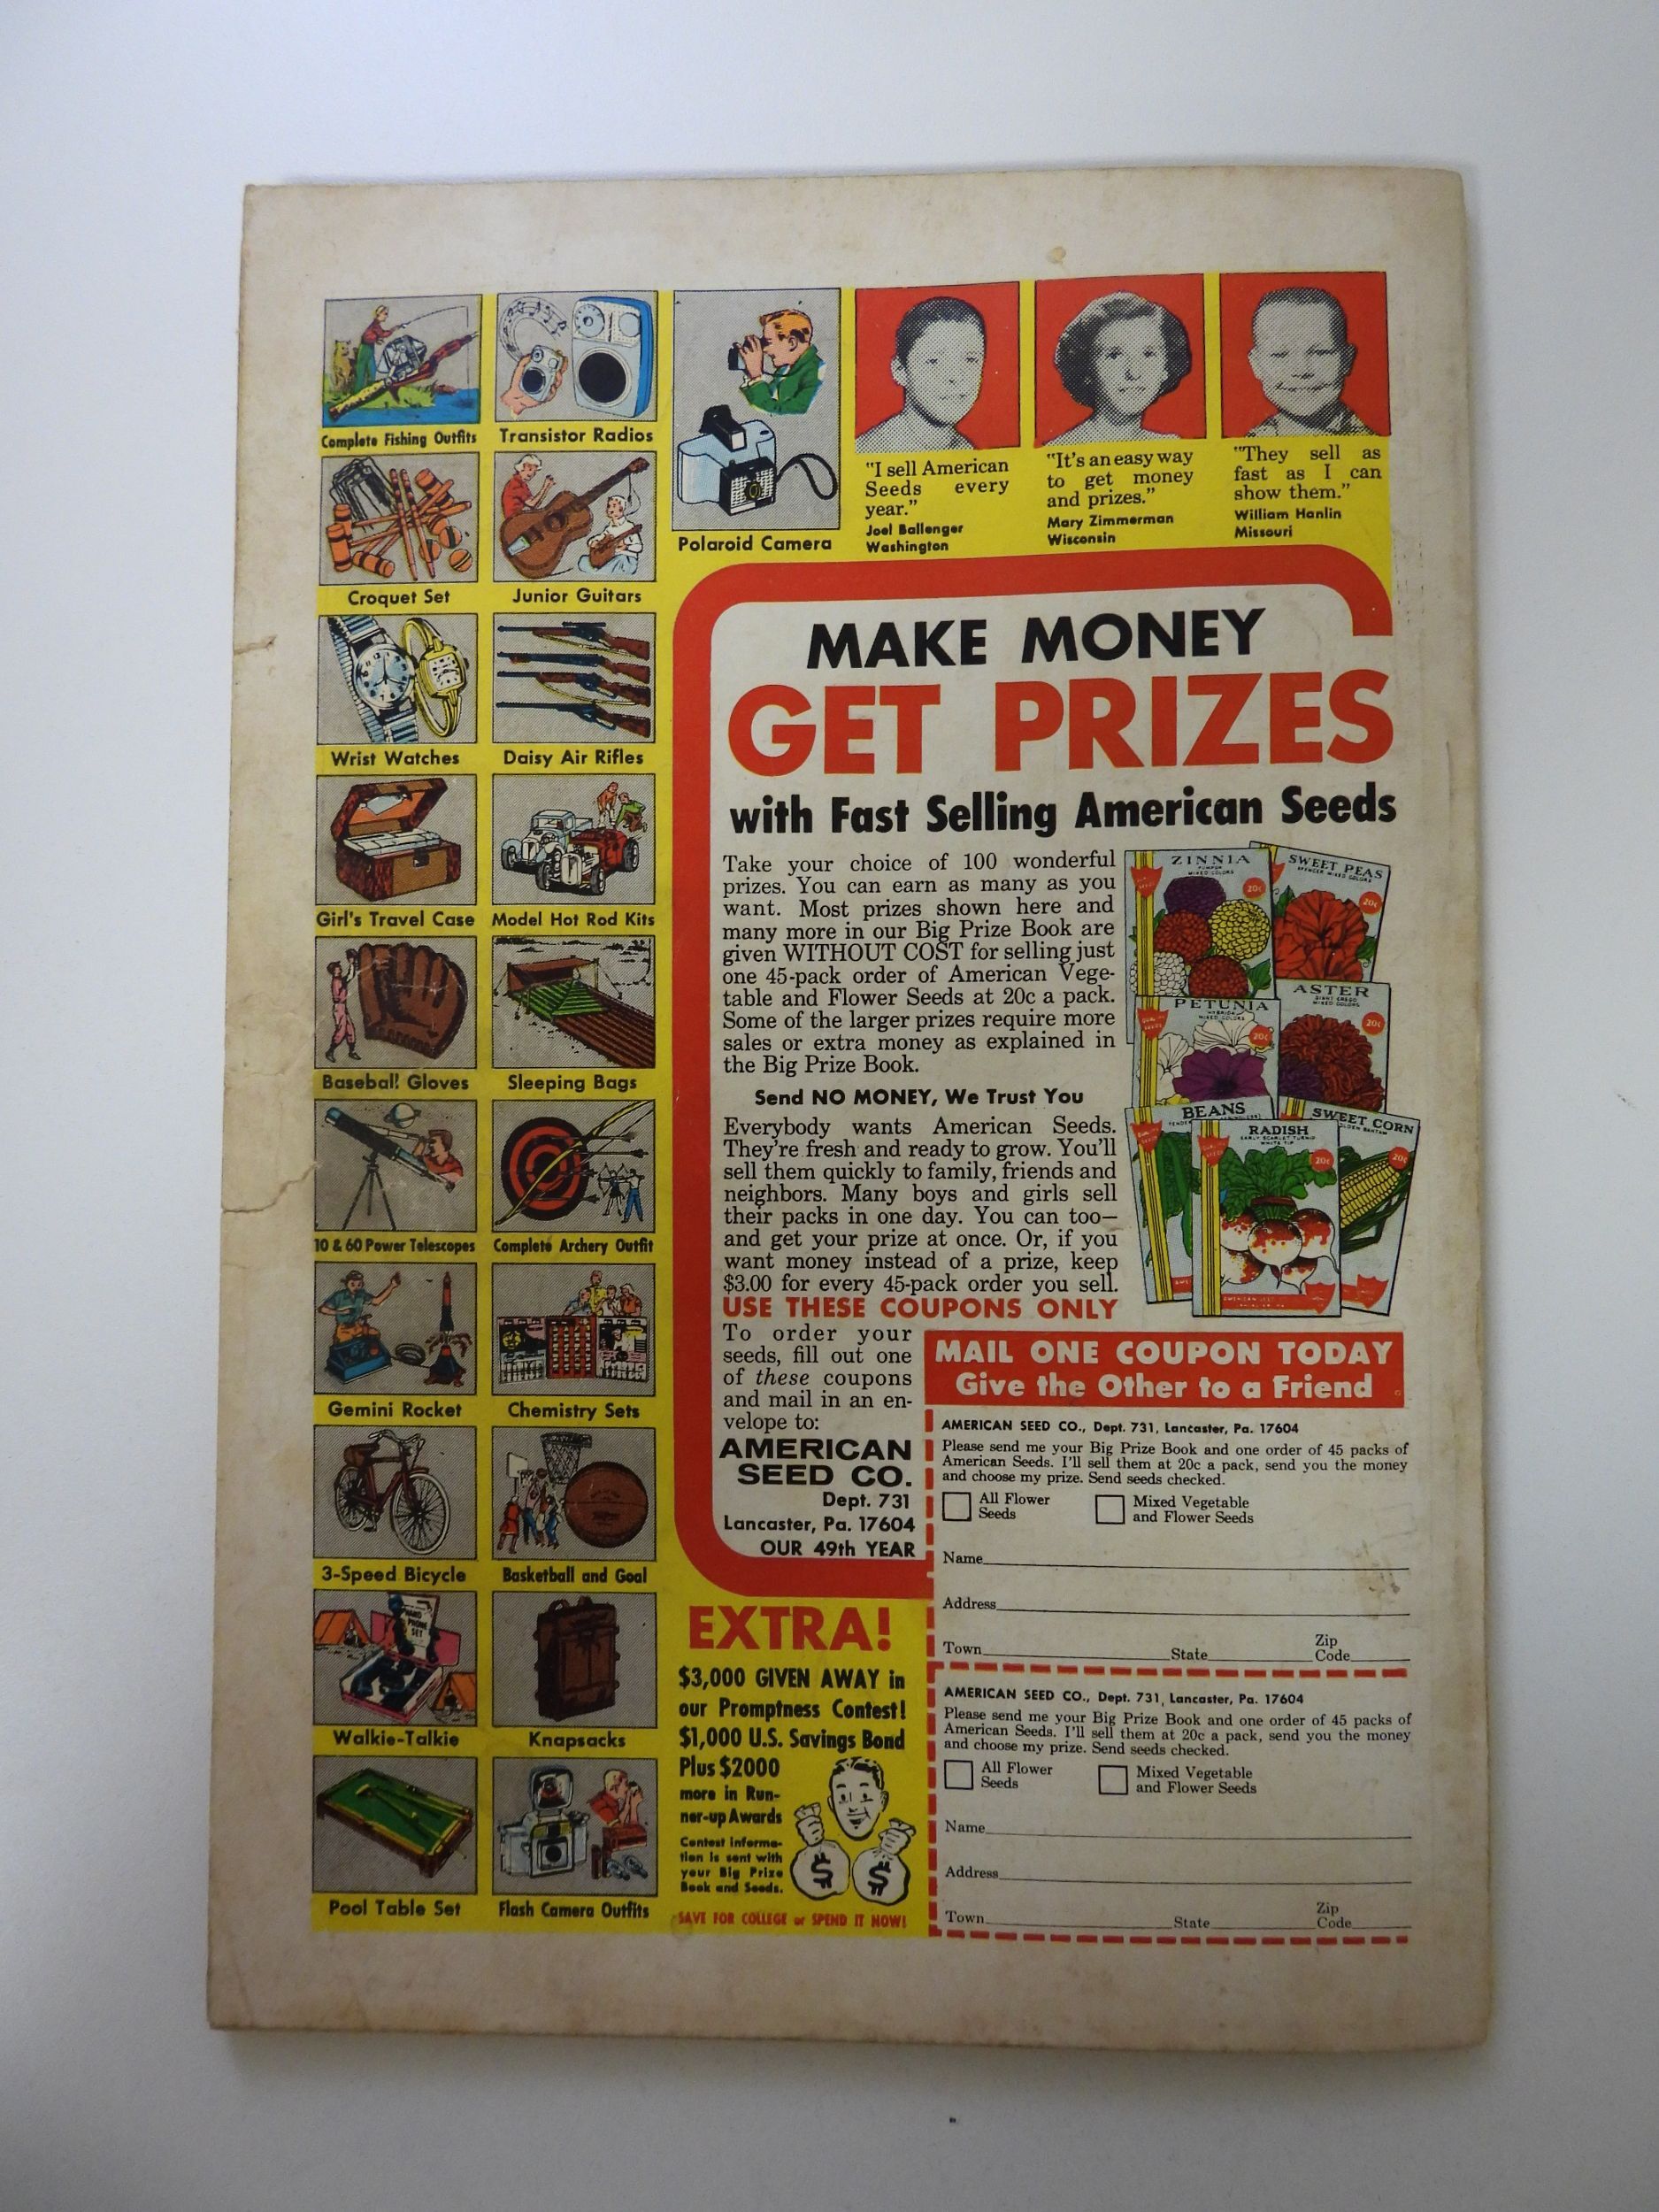 Complete Fishing Outfits
Transistor Radios
Polaroid Camera
Croquet Set
Junior Guitars
Wrist Watches
Daisy Air Rifles
Girl's Travel Case
Model Hot Rod Kits
Baseball Gloves
Sleeping Bags
10 & 60 Power Telescopes
Complete Archery Outfit
Gemini Rocket
Chemistry Sets
3-Speed Bicycle
Basketball and Goal
Walkie-Talkie
Knapsacks
Pool Table Set
Flash Camera Outfits
"I sell American
Seeds every
year."
Joel Ballenger
Washington
"It's an easy way
to get money
and prizes."
Mary Zimmerman
Wisconsin
"They sell as
fast as I can
show them."
William Hanlin
Missouri
MAKE MONEY
GET PRIZES
with Fast Selling American Seeds
Take your choice of 100 wonderful
prizes. You can earn as many as you
want. Most prizes shown here and
many more in our Big Prize Book are
given WITHOUT COST for selling just
one 45-pack order of American Vege-
table and Flower Seeds at 20c a pack.
Some of the larger prizes require more
sales or extra money as explained in
the Big Prize Book.
Send NO MONEY, We Trust You
Everybody wants American Seeds.
They're fresh and ready to grow. You'll
sell them quickly to family, friends and
neighbors. Many boys and girls sell
their packs in one day. You can too—
and get your prize at once. Or, if you
want money instead of a prize, keep
$3.00 for every 45-pack order you sell.
USE THESE COUPONS ONLY
To order your
seeds, fill out one
of these coupons
and mail in an en-
velope to:
AMERICAN
SEED CO.
Dept. 731
Lancaster, Pa. 17604
OUR 49th YEAR
ZINNIA
MIXED COLORS
20c
SWEET PEAS
SPENCER MIXED COLORS
20c
PETUNIA
MIXED COLORS
20c
ASTER
MIXED COLORS
20c
BEANS
RADISH
EARLY SCARLET TURNIP
WHITE TIP
20c
SWEET CORN
GOLDEN BANTAM
20c
MAIL ONE COUPON TODAY
Give the Other to a Friend
AMERICAN SEED CO., Dept. 731, Lancaster, Pa. 17604
Please send me your Big Prize Book and one order of 45 packs of
American Seeds. I'll sell them at 20c a pack, send you the money
and choose my prize. Send seeds checked.
All Flower
Seeds
Mixed Vegetable
and Flower Seeds
Name
Address
Town State Zip Code
AMERICAN SEED CO., Dept. 731, Lancaster, Pa. 17604
Please send me your Big Prize Book and one order of 45 packs of
American Seeds. I'll sell them at 20c a pack, send you the money
and choose my prize. Send seeds checked.
All Flower
Seeds
Mixed Vegetable
and Flower Seeds
Name
Address
Town State Zip Code
EXTRA!
$3,000 GIVEN AWAY in
our Promptness Contest!
$1,000 U.S. Savings Bond
Plus $2000
more in Run-
ner-up Awards
Contest informa-
tion is sent with
your Big Prize
Book and Seeds.
$ $
SAVE FOR COLLEGE or SPEND IT NOW!